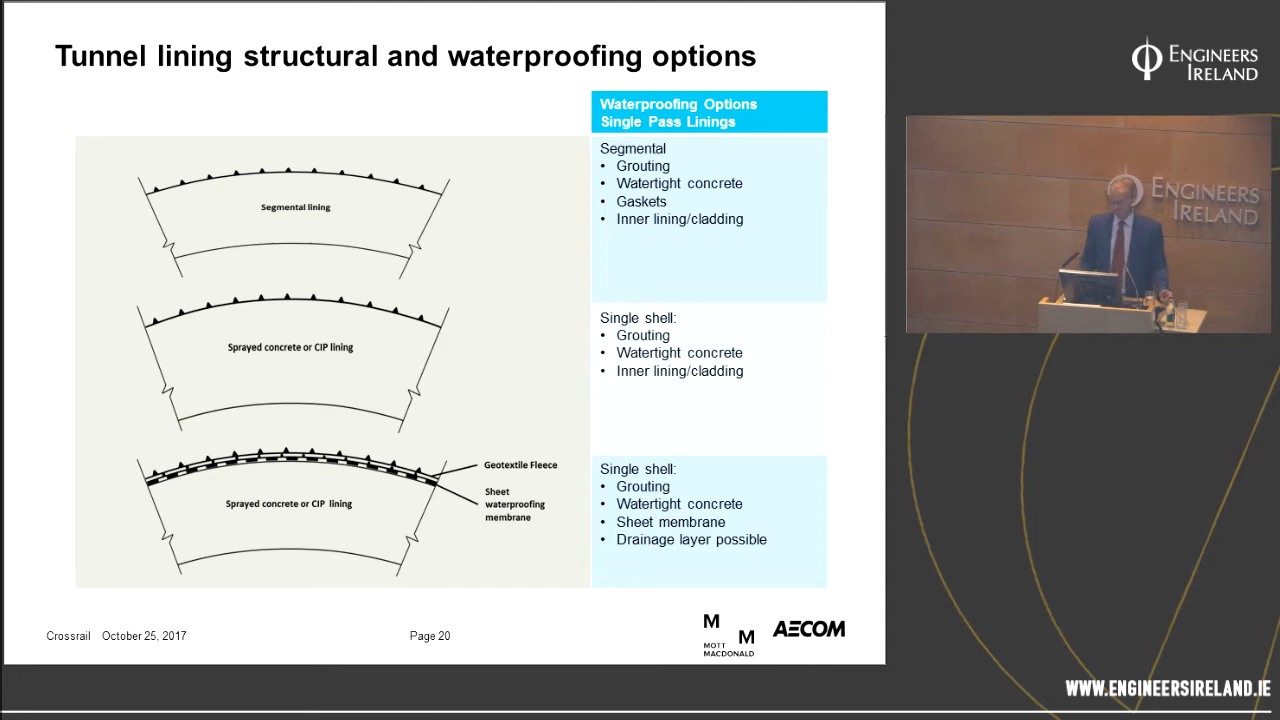 Tunnel lining structural and waterproofing options
Waterproofing Options
Single Pass Linings
Segmental
• Grouting
• Watertight concrete
• Gaskets
• Inner lining/cladding
Segmental lining
Single shell:
• Grouting
• Watertight concrete
• Inner lining/cladding
Sprayed concrete or CIP lining
Single shell:
• Grouting
• Watertight concrete
• Sheet membrane
• Drainage layer possible
Geotextile Fleece
Sheet
waterproofing
membrane
Sprayed concrete or CIP lining
Crossrail October 25, 2017
Page 20
M
M
MOTT
MACDONALD
AECOM
ENGINEERS
IRELAND
ENGINEERS
IRELAND
WWW.ENGINEERSIRELAND.IE